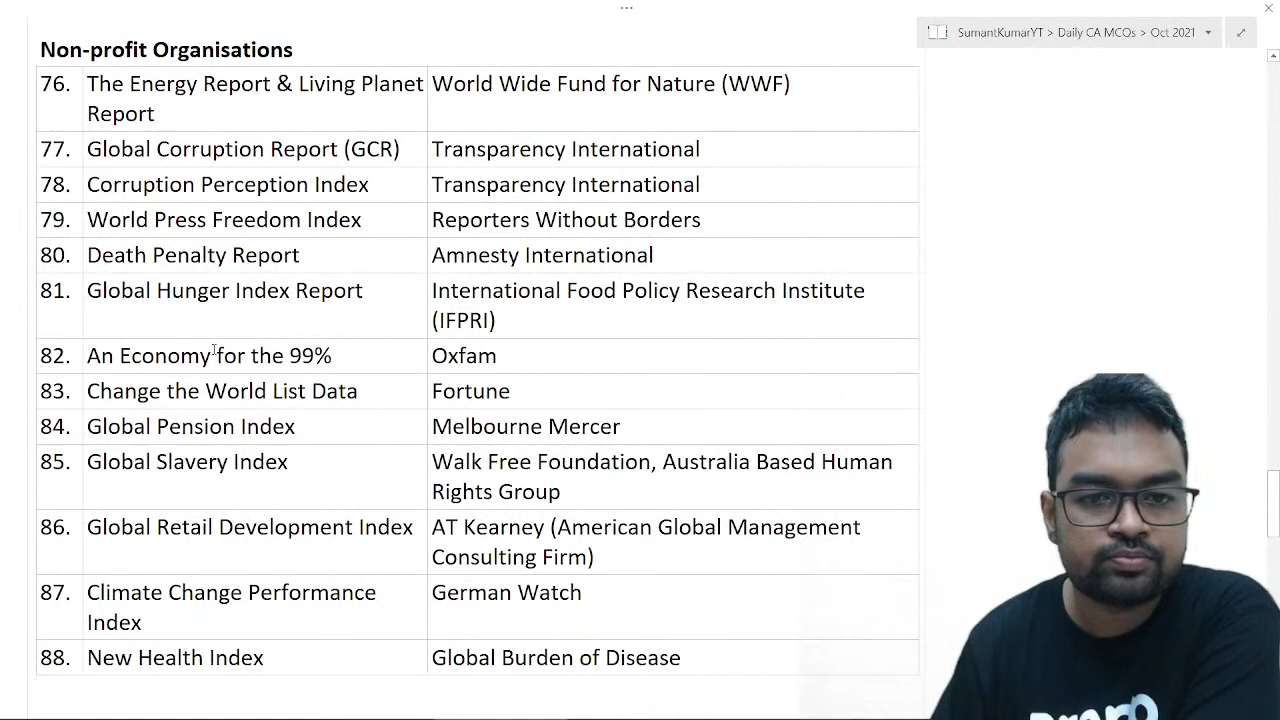 ...
SumantKumarYT > Daily CA MCQs > Oct 2021
Non-profit Organisations
76. The Energy Report & Living Planet World Wide Fund for Nature (WWF)
Report
77. Global Corruption Report (GCR) Transparency International
78. Corruption Perception Index Transparency International
79. World Press Freedom Index Reporters Without Borders
80. Death Penalty Report Amnesty International
81. Global Hunger Index Report International Food Policy Research Institute
(IFPRI)
82. An Economy for the 99% Oxfam
83. Change the World List Data Fortune
84. Global Pension Index Melbourne Mercer
85. Global Slavery Index Walk Free Foundation, Australia Based Human
Rights Group
86. Global Retail Development Index AT Kearney (American Global Management
Consulting Firm)
87. Climate Change Performance German Watch
Index
88. New Health Index Global Burden of Disease